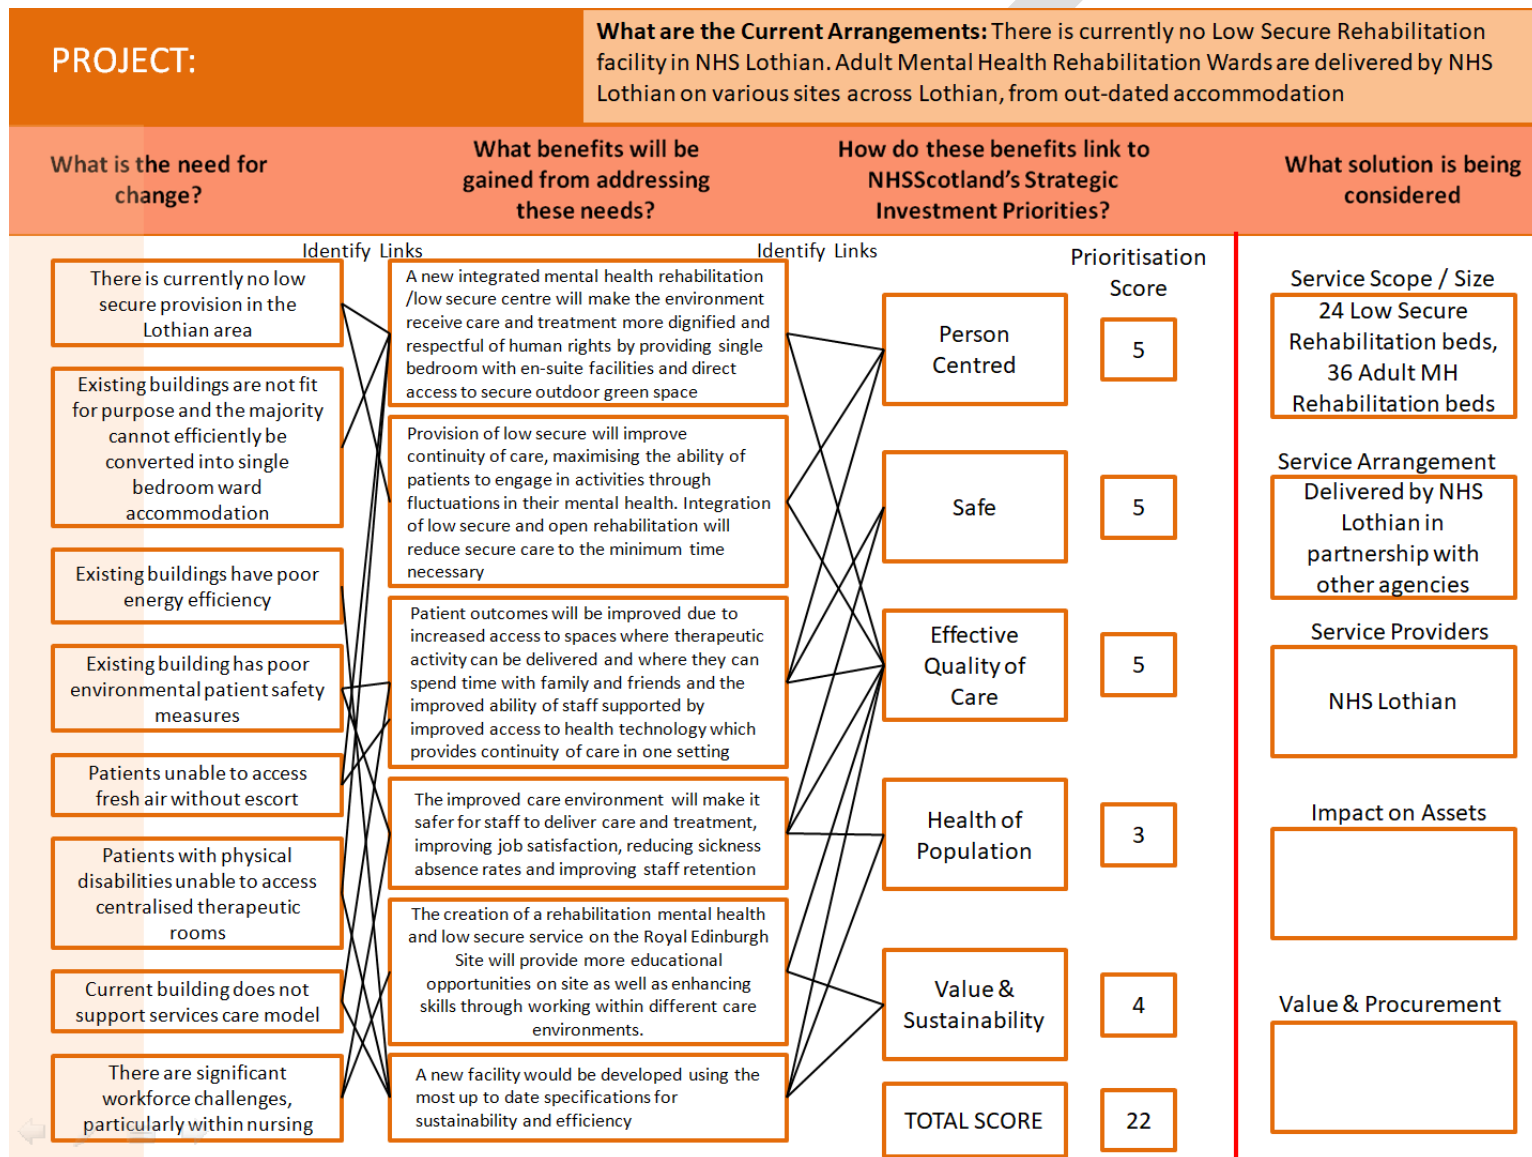 PROJECT:
What are the Current Arrangements: There is currently no Low Secure Rehabilitation
facility in NHS Lothian. Adult Mental Health Rehabilitation Wards are delivered by NHS
Lothian on various sites across Lothian, from out-dated accommodation
What is the need for
change?
What benefits will be
gained from addressing
these needs?
How do these benefits link to
NHSScotland's Strategic
Investment Priorities?
What solution is being
considered
Identify Links
There is currently no low
secure provision in the
Lothian area
Existing buildings are not fit
for purpose and the majority
cannot efficiently be
converted into single
bedroom ward
accommodation
Existing buildings have poor
energy efficiency
Existing building has poor
environmental patient safety
measures
Patients unable to access
fresh air without escort
Patients with physical
disabilities unable to access
centralised therapeutic
rooms
Current building does not
support services care model
There are significant
workforce challenges,
particularly within nursing
A new integrated mental health rehabilitation
/low secure centre will make the environment
receive care and treatment more dignified and
respectful of human rights by providing single
bedroom with en-suite facilities and direct
access to secure outdoor green space
Provision of low secure will improve
continuity of care, maximising the ability of
patients to engage in activities through
fluctuations in their mental health. Integration
of low secure and open rehabilitation will
reduce secure care to the minimum time
necessary
Patient outcomes will be improved due to
increased access to spaces where therapeutic
activity can be delivered and where they can
spend time with family and friends and the
improved ability of staff supported by
improved access to health technology which
provides continuity of care in one setting
The improved care environment will make it
safer for staff to deliver care and treatment,
improving job satisfaction, reducing sickness
absence rates and improving staff retention
The creation of a rehabilitation mental health
and low secure service on the Royal Edinburgh
Site will provide more educational
opportunities on site as well as enhancing
skills through working within different care
environments.
A new facility would be developed using the
most up to date specifications for
sustainability and efficiency
Identify Links
Prioritisation
Score
Person
Centred
5
Safe
5
Effective
Quality of
Care
5
Health of
Population
3
Value &
Sustainability
4
TOTAL SCORE
22
Service Scope / Size
24 Low Secure
Rehabilitation beds,
36 Adult MH
Rehabilitation beds
Service Arrangement
Delivered by NHS
Lothian in
partnership with
other agencies
Service Providers
NHS Lothian
Impact on Assets
Value & Procurement